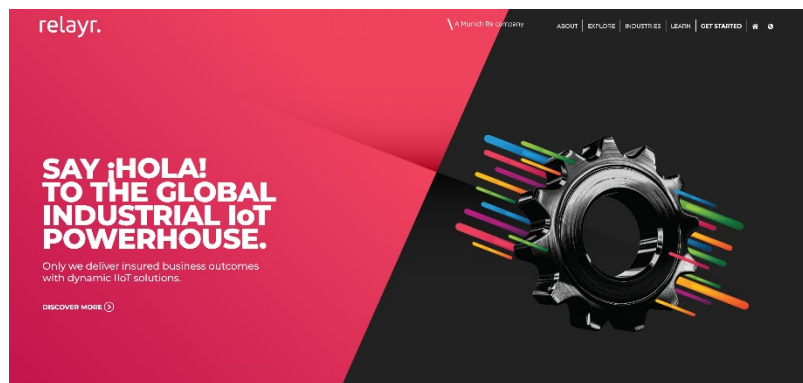 relayr.
A Munich Re company
ABOUT EXPLORE INDUSTRIES LEARN GET STARTED
SAY ¡HOLA!
TO THE GLOBAL
INDUSTRIAL IoT
POWERHOUSE.
Only we deliver insured business outcomes
with dynamic IIoT solutions.
DISCOVER MORE